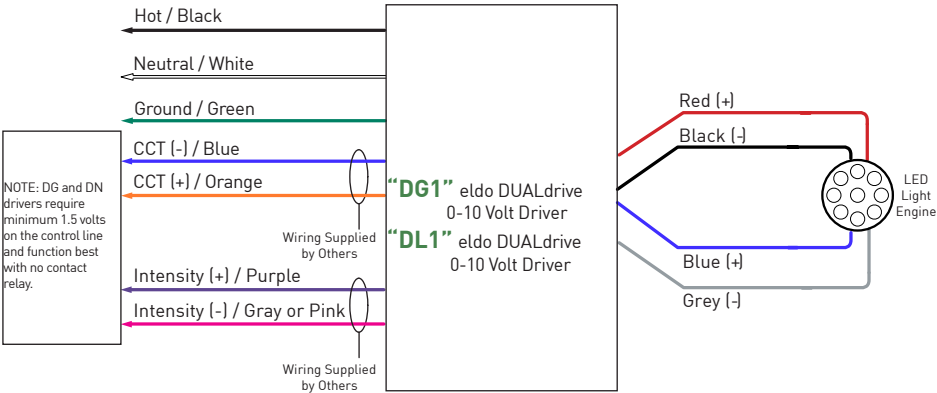 Hot / Black
Neutral / White
Ground / Green
CCT (-) / Blue
CCT (+) / Orange
Wiring Supplied
by Others
Intensity (+) / Purple
Intensity (-) / Gray or Pink
Wiring Supplied
by Others
NOTE: DG and DN
drivers require
minimum 1.5 volts
on the control line
and function best
with no contact
relay.
“DG1” eldo DUALdrive
0-10 Volt Driver
“DL1” eldo DUALdrive
0-10 Volt Driver
Red (+)
Black (-)
Blue (+)
Grey (-)
LED
Light
Engine